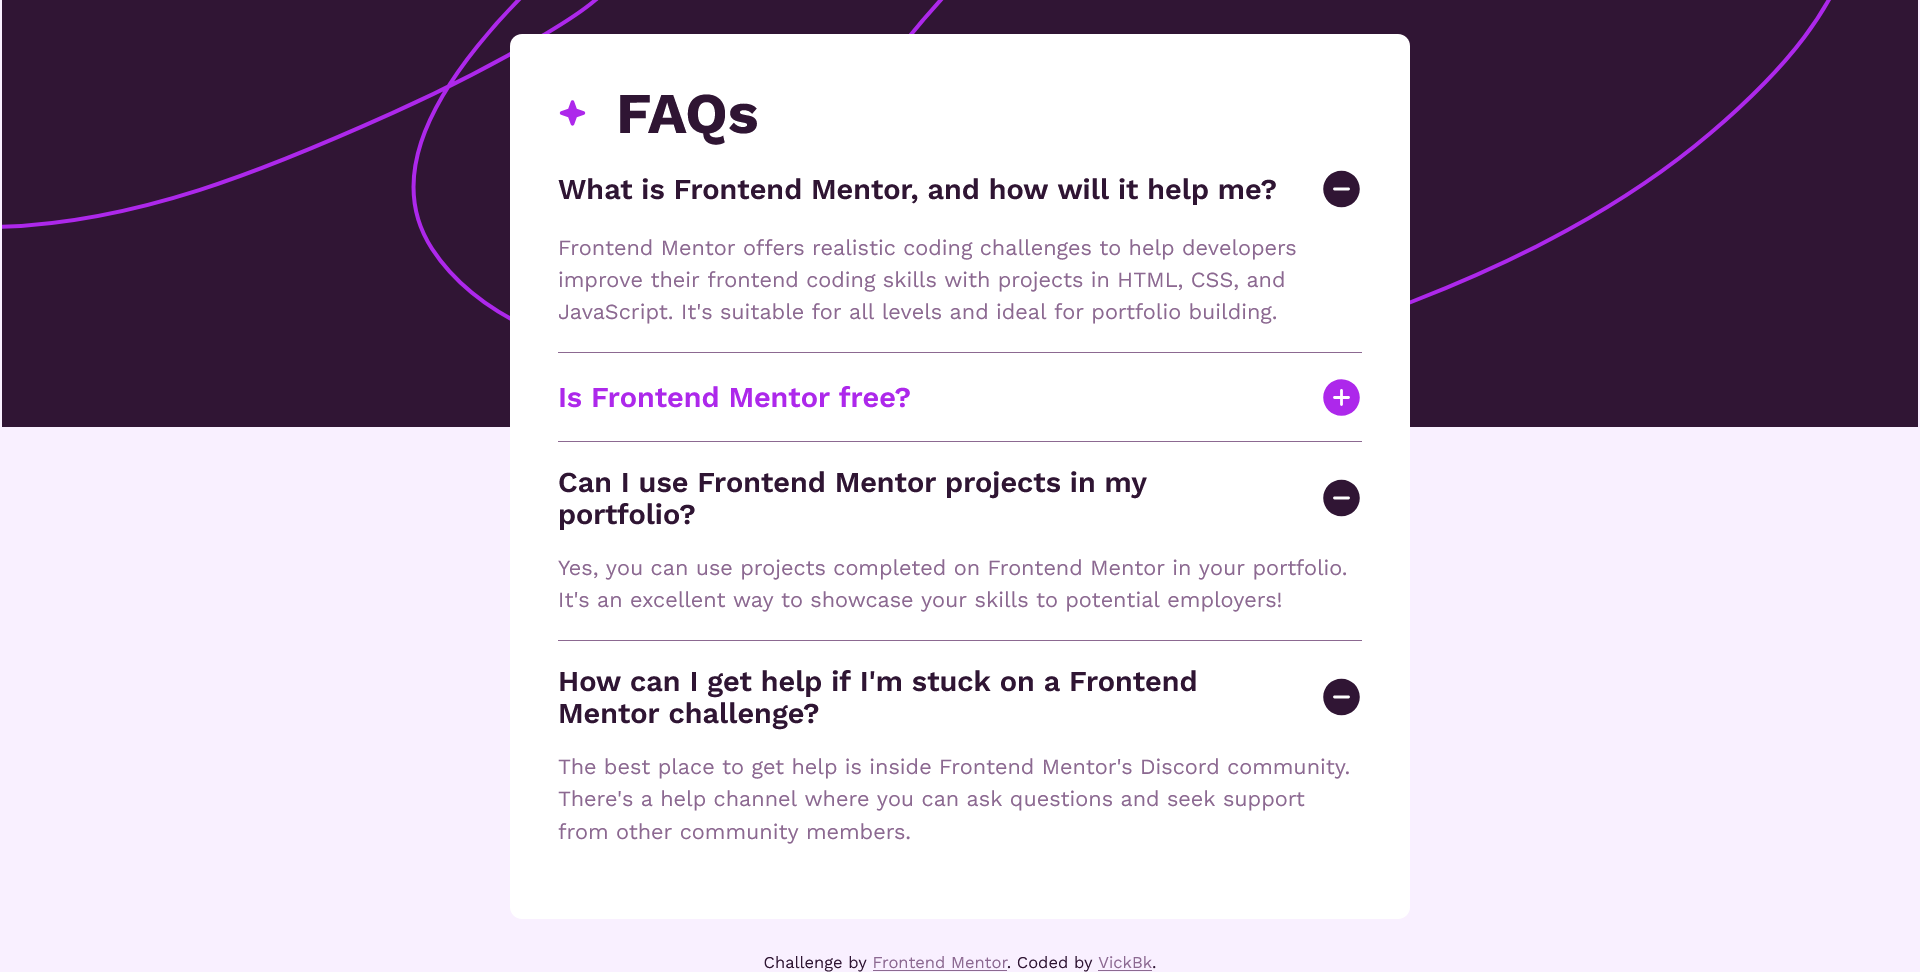 FAQs
What is Frontend Mentor, and how will it help me?
Frontend Mentor offers realistic coding challenges to help developers
improve their frontend coding skills with projects in HTML, CSS, and
JavaScript. It's suitable for all levels and ideal for portfolio building.
Is Frontend Mentor free?
Can I use Frontend Mentor projects in my
portfolio?
Yes, you can use projects completed on Frontend Mentor in your portfolio.
It's an excellent way to showcase your skills to potential employers!
How can I get help if I'm stuck on a Frontend
Mentor challenge?
The best place to get help is inside Frontend Mentor's Discord community.
There's a help channel where you can ask questions and seek support
from other community members.
Challenge by Frontend Mentor. Coded by VickBk.